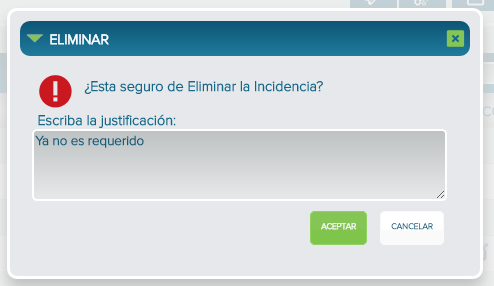 ELIMINAR
¿Esta seguro de Eliminar la Incidencia?
Escriba la justificación:
Ya no es requerido
ACEPTAR
CANCELAR